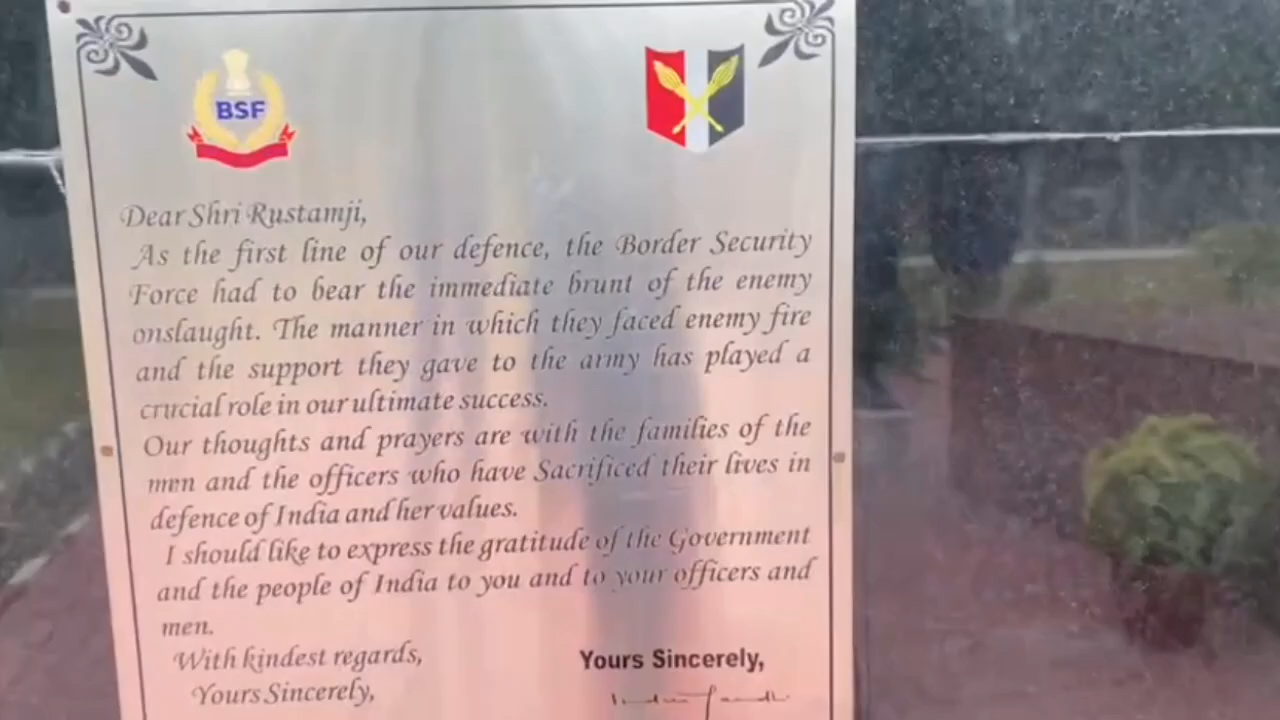 BSF
Dear Shri Rustamji,
As the first line of our defence, the Border Security
Force had to bear the immediate brunt of the enemy
onslaught. The manner in which they faced enemy fire
and the support they gave to the army has played a
crucial role in our ultimate success.
Our thoughts and prayers are with the families of the
men and the officers who have Sacrificed their lives in
defence of India and her values.
I should like to express the gratitude of the Government
and the people of India to you and to your officers and
men.
With kindest regards,
Yours Sincerely,
Yours Sincerely,
Indira Gandhi